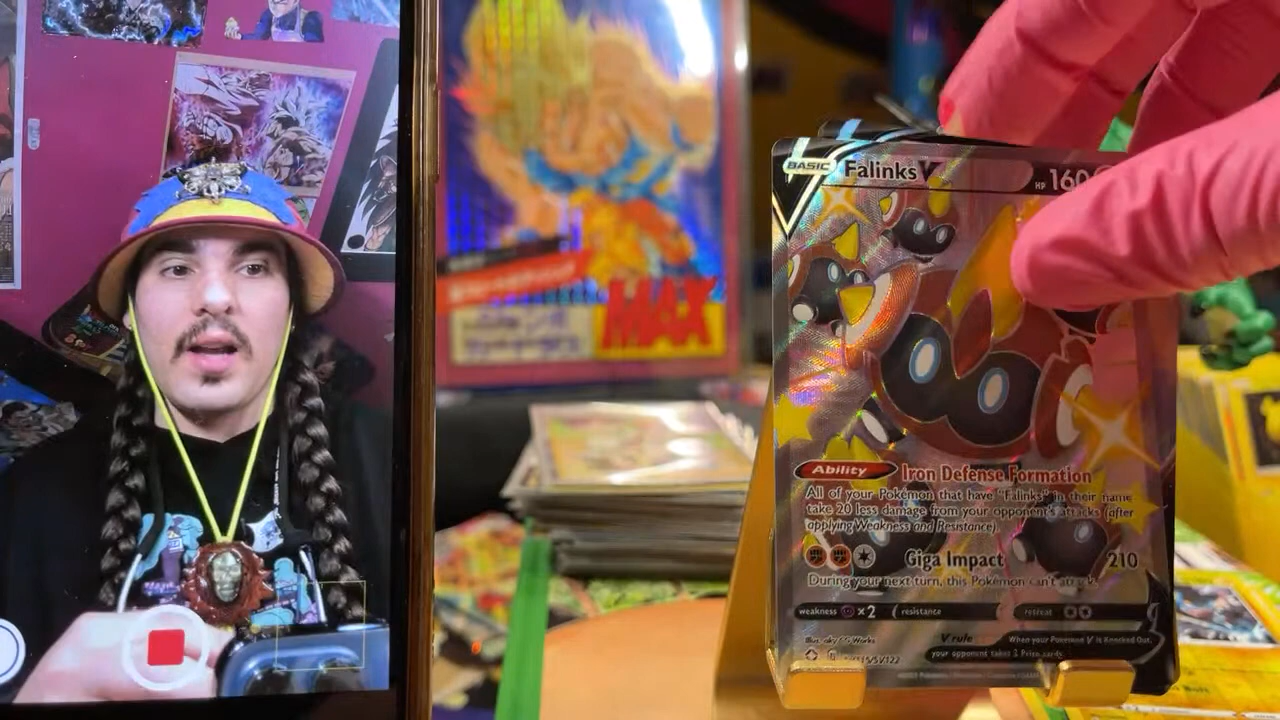 MAX
BASIC Falinks V HP 160
Ability Iron Defense Formation
All of your Pokémon that have "Falinks" in their name
take 20 less damage from your opponent's attacks (after
applying Weakness and Resistance).
Giga Impact 210
During your next turn, this Pokémon can't attack.
weakness x2 resistance retreat
V rule When your Pokémon V is Knocked Out,
your opponent takes 2 Prize cards.